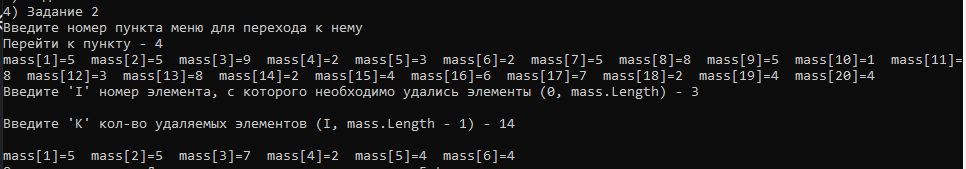 4) Задание 2
Введите номер пункта меню для перехода к нему
Перейти к пункту - 4
mass[1]=5  mass[2]=5  mass[3]=9  mass[4]=2  mass[5]=3  mass[6]=2  mass[7]=5  mass[8]=8  mass[9]=5  mass[10]=1  mass[11]=
8  mass[12]=3  mass[13]=8  mass[14]=2  mass[15]=4  mass[16]=6  mass[17]=7  mass[18]=2  mass[19]=4  mass[20]=4
Введите 'I' номер элемента, с которого необходимо удались элементы (0, mass.Length) - 3
Введите 'K' кол-во удаляемых элементов (I, mass.Length - 1) - 14
mass[1]=5  mass[2]=5  mass[3]=7  mass[4]=2  mass[5]=4  mass[6]=4